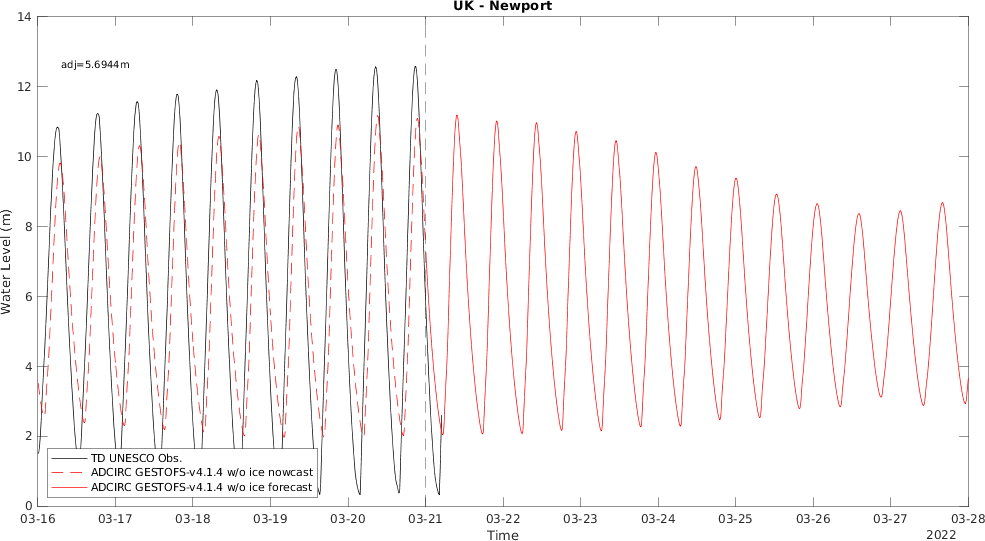 UK - Newport
adj=5.6944m
Water Level (m)
14
12
10
8
6
4
2
0
TD UNESCO Obs.
ADCIRC GESTOFS-v4.1.4 w/o ice nowcast
ADCIRC GESTOFS-v4.1.4 w/o ice forecast
03-16 03-17 03-18 03-19 03-20 03-21 03-22 03-23 03-24 03-25 03-26 03-27 03-28
Time
2022